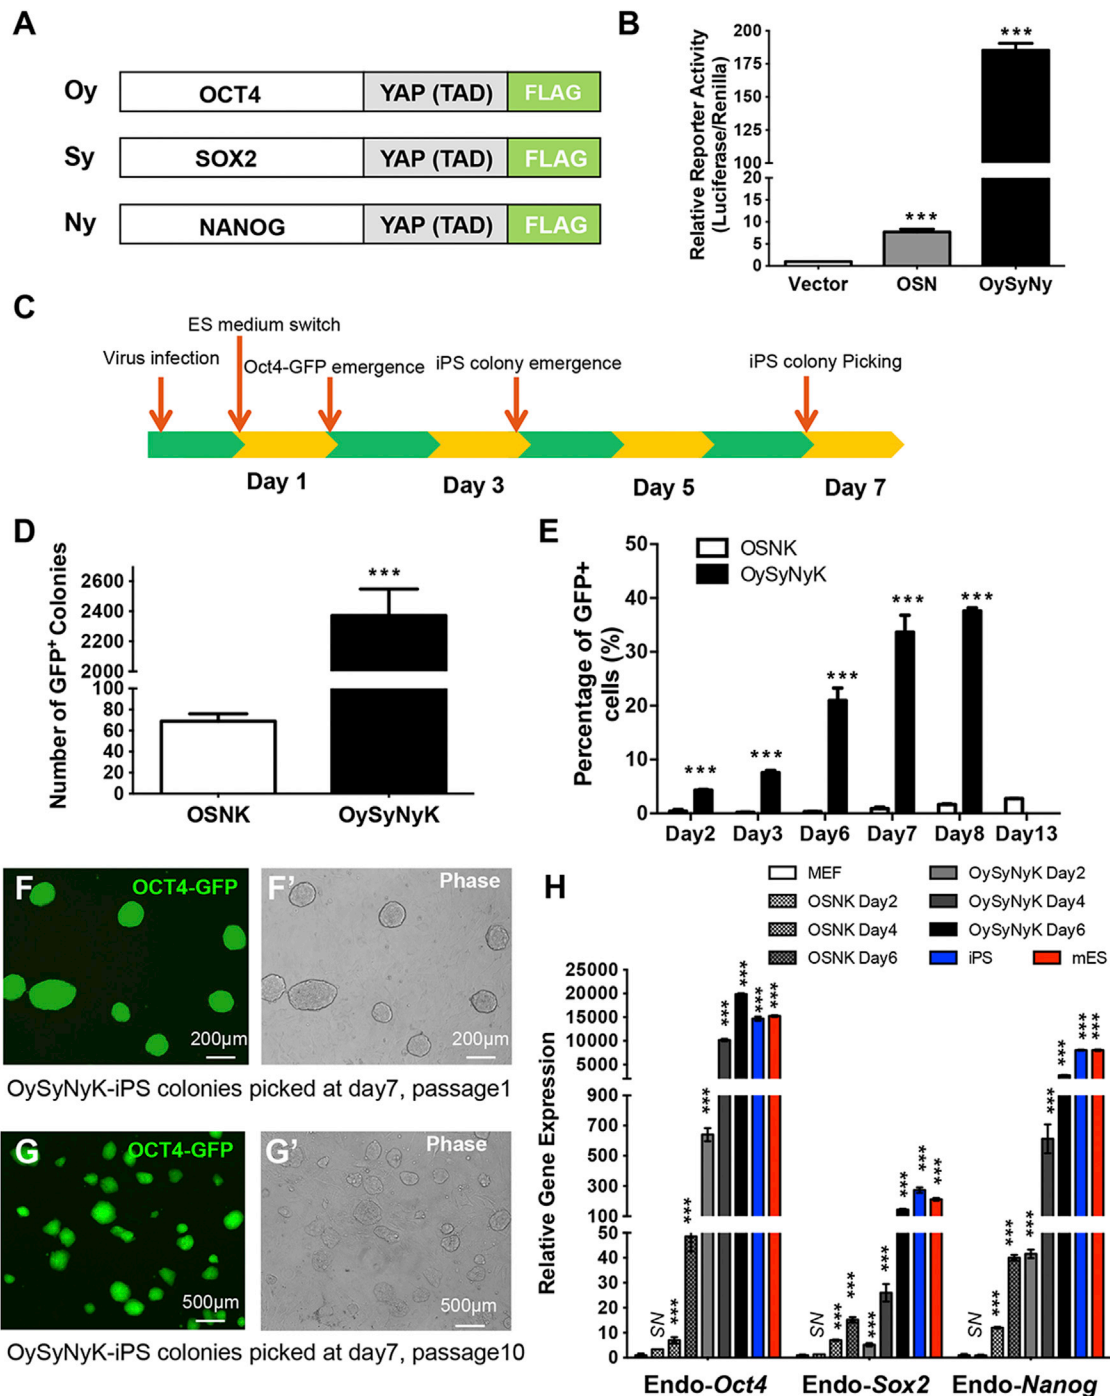 A
Oy
OCT4
YAP (TAD)
FLAG
Sy
SOX2
YAP (TAD)
FLAG
Ny
NANOG
YAP (TAD)
FLAG
B
Relative Reporter Activity
(Luciferase/Renilla)
200
175
150
125
100
20
15
10
5
0
***
***
Vector
OSN
OySyNy
C
ES medium switch
Virus infection
Oct4-GFP emergence
iPS colony emergence
iPS colony Picking
Day 1
Day 3
Day 5
Day 7
D
Number of GFP+ Colonies
2600
2400
2200
2000
100
80
60
40
20
0
***
OSNK
OySyNyK
E
Percentage of GFP+
cells (%)
50
40
30
20
10
0
OSNK
OySyNyK
***
***
***
***
***
Day2
Day3
Day6
Day7
Day8
Day13
F
OCT4-GFP
200µm
F'
Phase
200µm
OySyNyK-iPS colonies picked at day7, passage1
G
OCT4-GFP
500µm
G'
Phase
500µm
OySyNyK-iPS colonies picked at day7, passage10
H
MEF
OSNK Day2
OSNK Day4
OSNK Day6
OySyNyK Day2
OySyNyK Day4
OySyNyK Day6
iPS
mES
Relative Gene Expression
25000
20000
15000
10000
5000
900
700
500
300
100
50
40
30
20
10
0
SN
***
***
***
***
***
***
***
SN
***
***
***
***
***
***
***
SN
***
***
***
***
***
***
***
Endo-Oct4
Endo-Sox2
Endo-Nanog